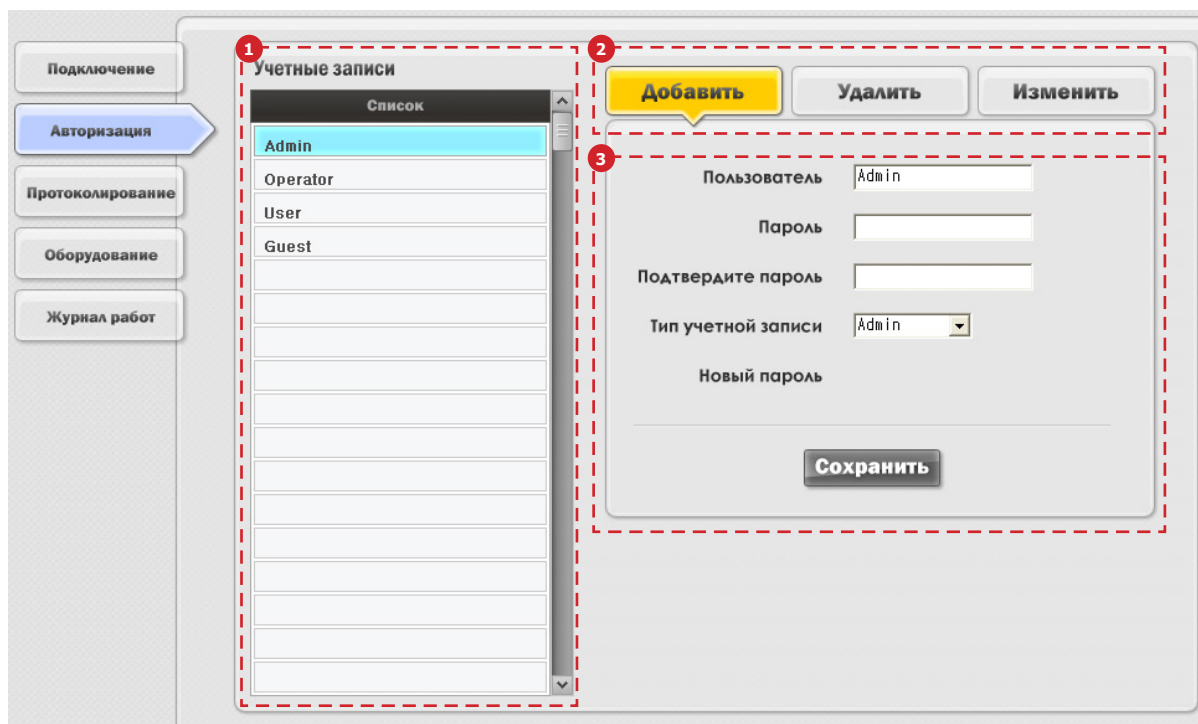 Подключение
Авторизация
Протоколирование
Оборудование
Журнал работ
1
Учетные записи
Список
Admin
Operator
User
Guest
2
Добавить
Удалить
Изменить
3
Пользователь Admin
Пароль
Подтвердите пароль
Тип учетной записи Admin
Новый пароль
Сохранить